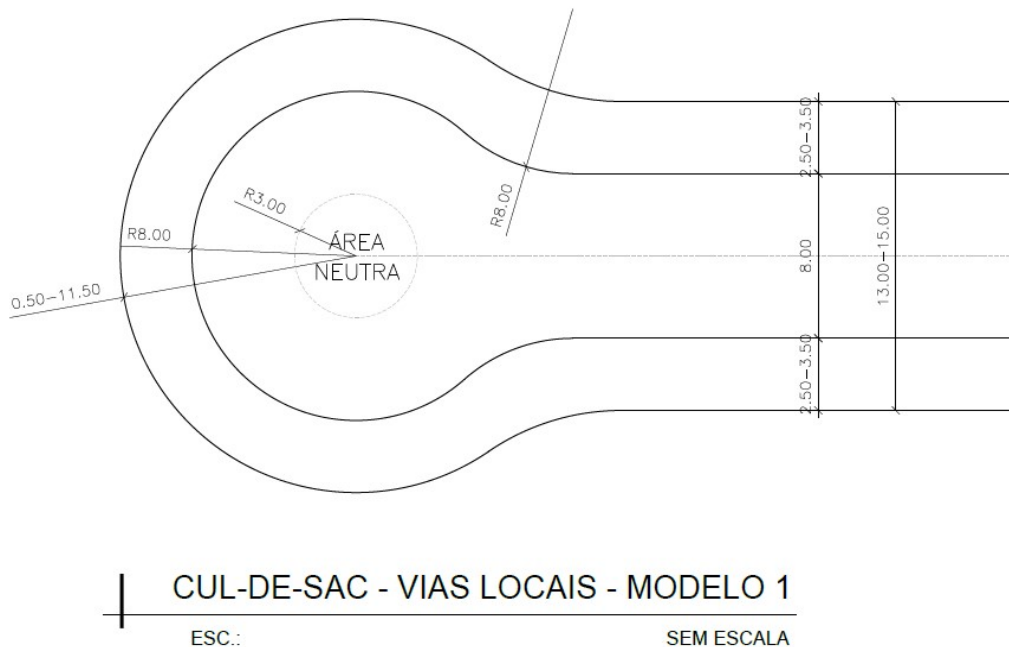 R3.00
R8.00
0.50-11.50
ÁREA
NEUTRA
R8.00
2.50-3.50
8.00
2.50-3.50
13.00-15.00
CUL-DE-SAC - VIAS LOCAIS - MODELO 1
ESC.: SEM ESCALA